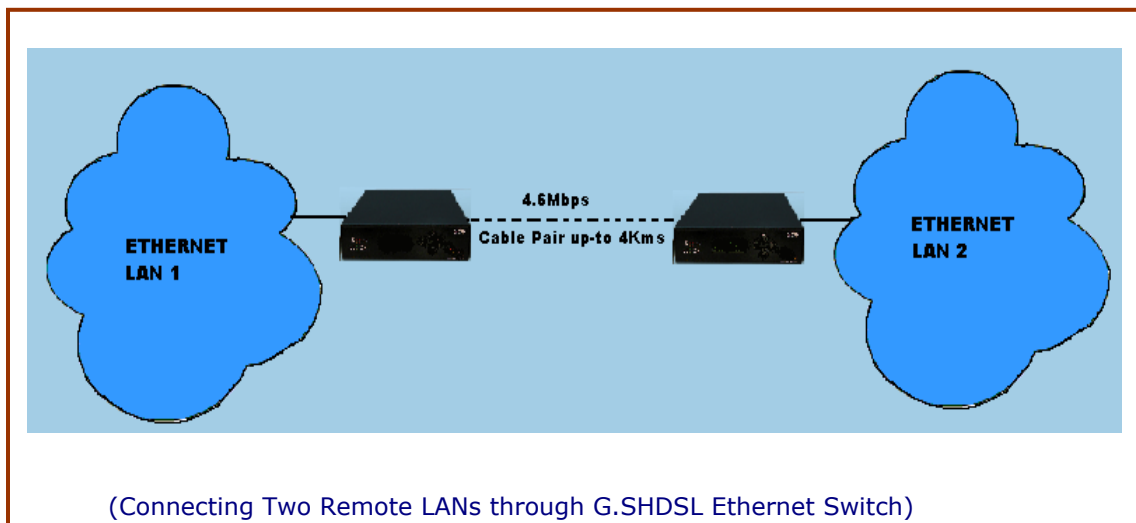 ETHERNET
LAN 1
4.6Mbps
Cable Pair up-to 4Kms
ETHERNET
LAN 2
(Connecting Two Remote LANs through G.SHDSL Ethernet Switch)